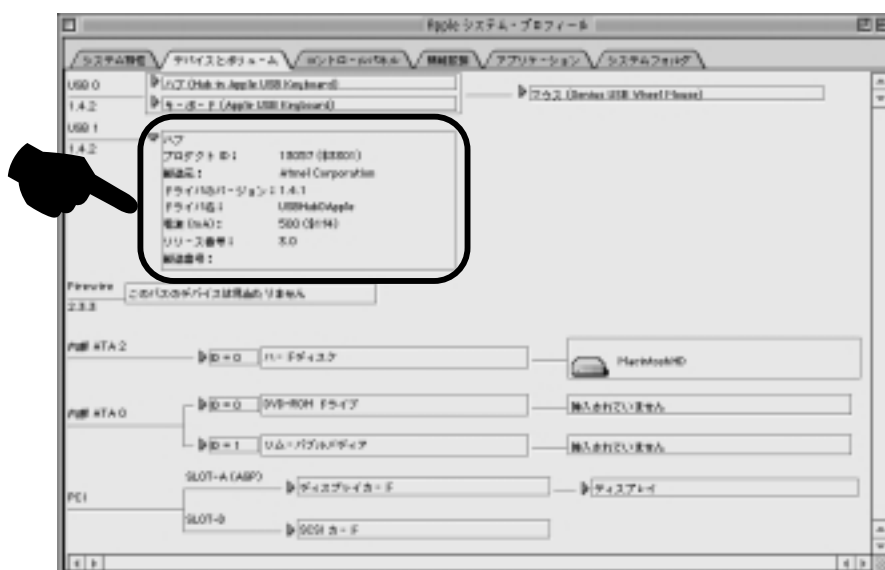 Apple システム・プロフィール
システム特性 デバイスとボリューム コントロールパネル 機能拡張 アプリケーション システムフォルダ
USB 0
1.4.2
ハブ (Hub in Apple USB Keyboard)
キーボード (Apple USB Keyboard)
マウス (Genius USB Wheel Mouse)
USB 1
1.4.2
ハブ
プロダクト ID :
製造元 : Atmel Corporation
ドライバのバージョン : 1.4.1
ドライバ名 : USBHub0Apple
電流 (mA) : 500 ($1f4)
リリース番号 : 3.0
製造番号 :
Firewire
2.3.3
このバスのデバイスは見当たりません
内部 ATA 2
ID = 0 ハードディスク
MacintoshHD
内部 ATA 0
ID = 0 DVD-ROM ドライブ
挿入されていません
ID = 1 リムーバブルメディア
挿入されていません
PCI
SLOT-A (AGP)
ディスプレイカード
ディスプレイ
SLOT-B
SCSI カード